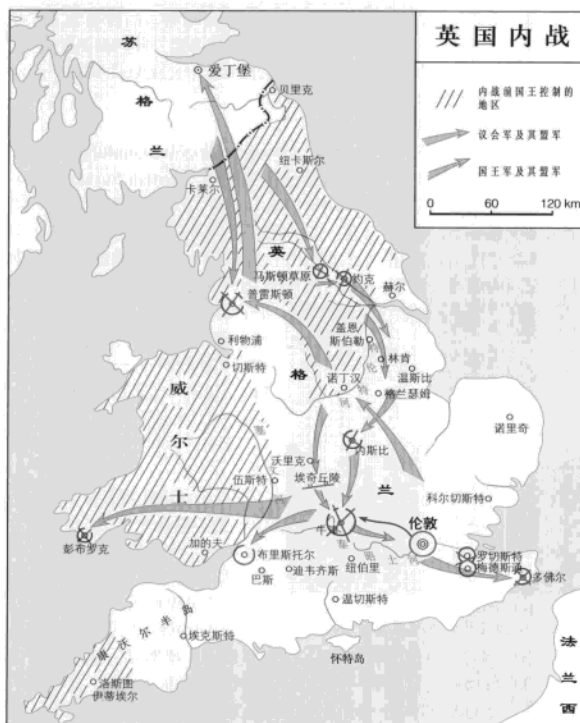 英国内战
内战前国王控制的
地区
议会军及其盟军
国王军及其盟军
0 60 120 km
苏
格
兰
爱丁堡
贝里克
纽卡斯尔
卡莱尔
英
马斯顿草原
约克
普雷斯顿
赫尔
盖恩
斯伯勒
利物浦
林肯
切斯特
温斯比
格
诺丁汉
格兰瑟姆
河
威
尔
士
诺里奇
沃里克
内斯比
埃奇丘陵
伍斯特
兰
科尔切斯特
伦敦
彭布罗克
加的夫
布里斯托尔
罗切斯特
梅德斯通
巴斯
迪韦齐斯
纽伯里
多佛尔
温切斯特
康沃尔半岛
埃克斯特
怀特岛
洛斯图
伊蒂埃尔
法
兰
西